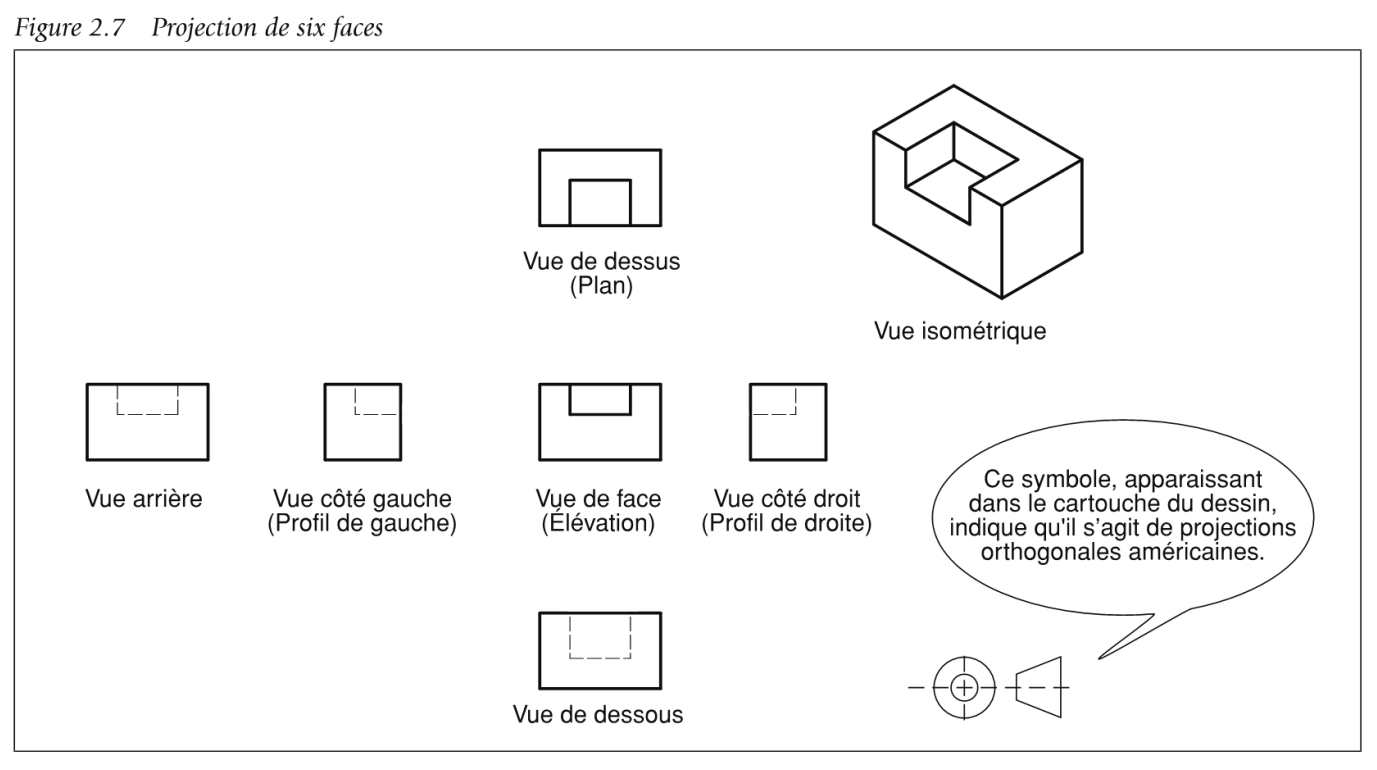 Figure 2.7 Projection de six faces
Vue de dessus
(Plan)
Vue isométrique
Vue arrière
Vue côté gauche
(Profil de gauche)
Vue de face
(Élévation)
Vue côté droit
(Profil de droite)
Ce symbole, apparaissant
dans le cartouche du dessin,
indique qu'il s'agit de projections
orthogonales américaines.
Vue de dessous